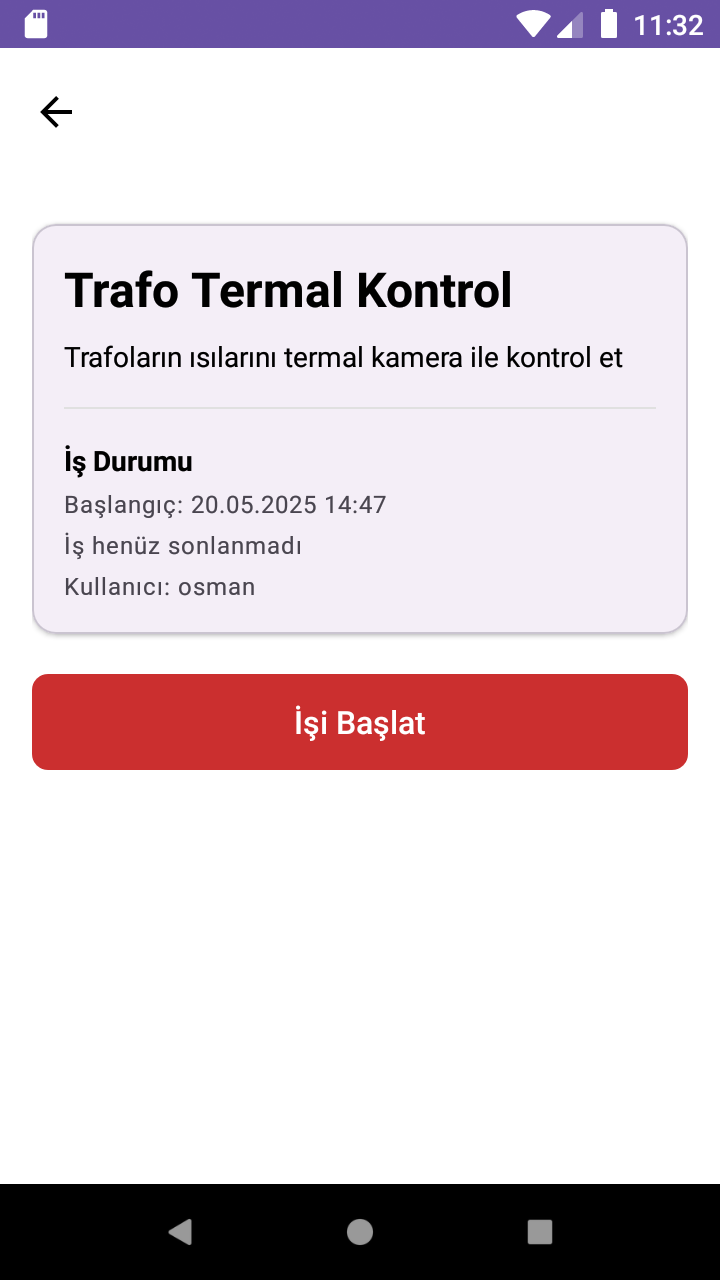 11:32
Trafo Termal Kontrol
Trafoların ısılarını termal kamera ile kontrol et
İş Durumu
Başlangıç: 20.05.2025 14:47
İş henüz sonlanmadı
Kullanıcı: osman
İşi Başlat